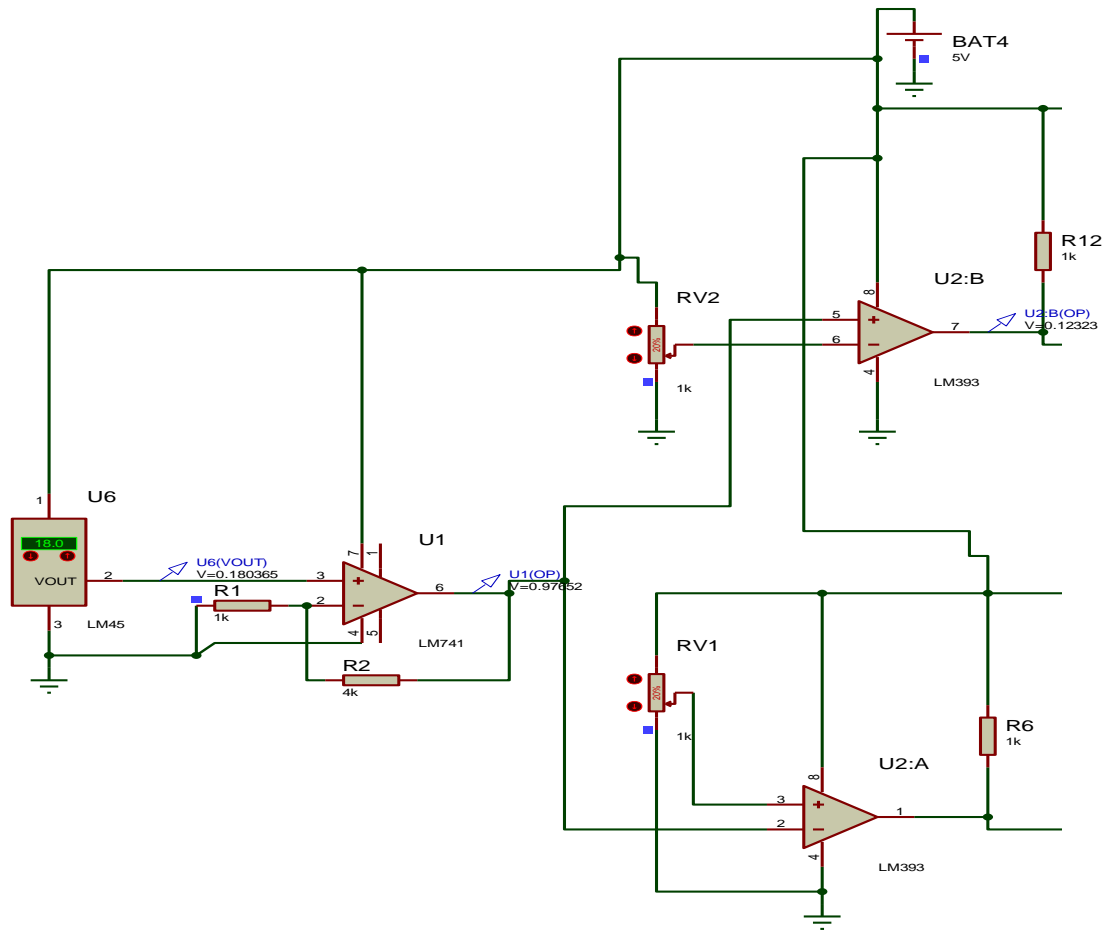 BAT4
5V
R12
1k
U2:B
8
5
6
7
4
U2:B(OP)
V=0.12323
LM393
RV2
20%
1k
1
U6
18.0
VOUT
2
3
LM45
U6(VOUT)
V=0.180365
R1
1k
U1
7
1
3
2
6
4
5
LM741
U1(OP)
V=0.97652
R2
4k
RV1
20%
1k
R6
1k
U2:A
8
3
2
1
4
LM393